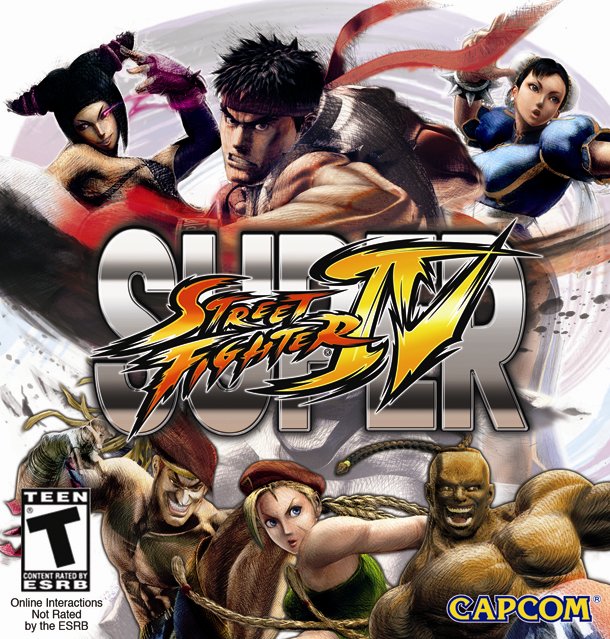 SUPER
STREET
FIGHTER IV
®
TEEN
T
CONTENT RATED BY
ESRB
Online Interactions
Not Rated
by the ESRB
CAPCOM®